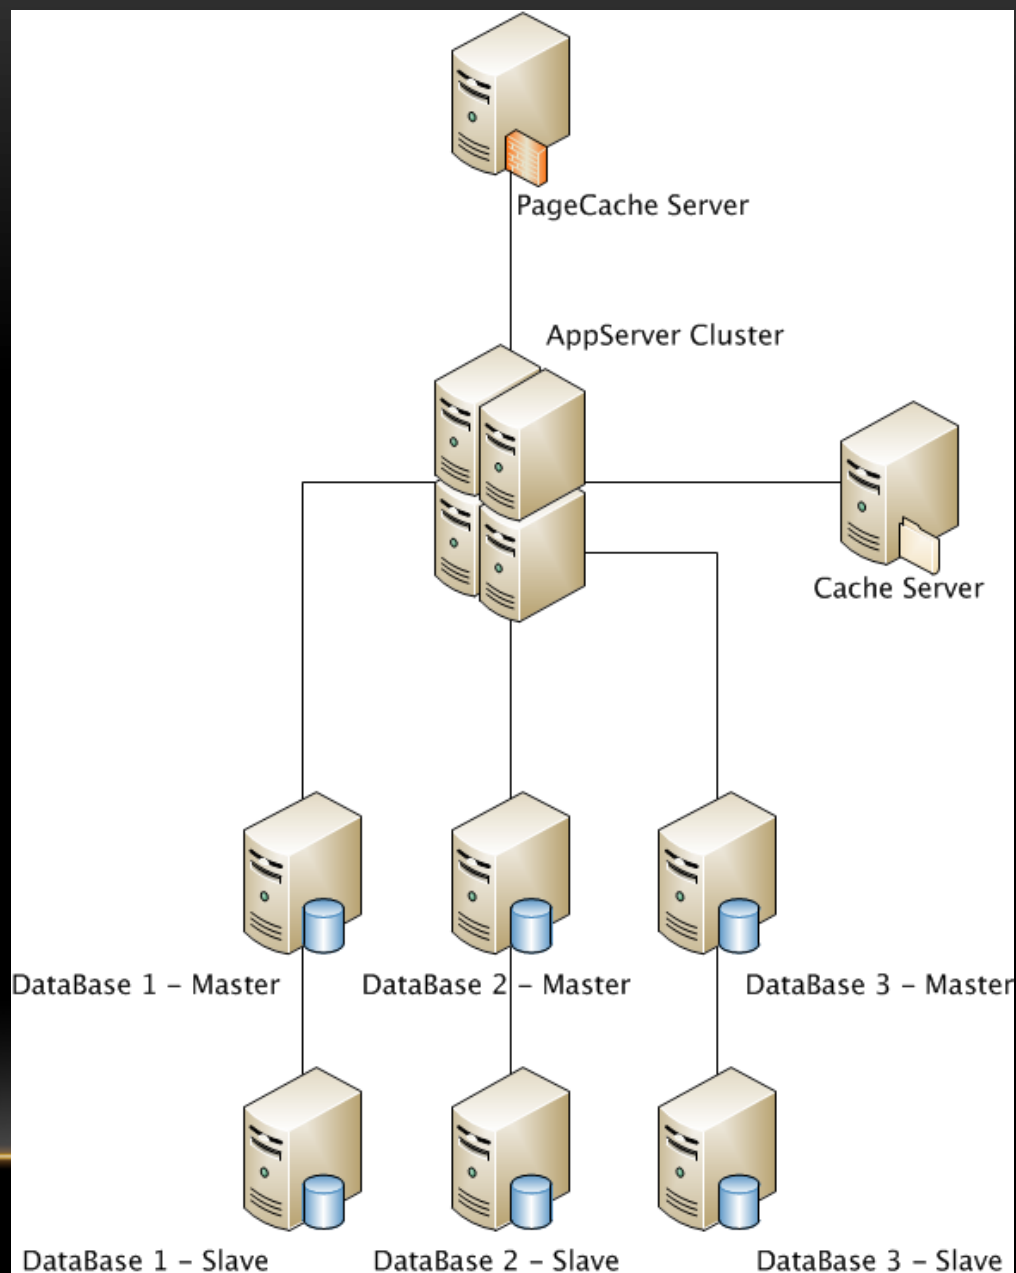 PageCache Server
AppServer Cluster
Cache Server
DataBase 1 – Master
DataBase 2 – Master
DataBase 3 – Master
DataBase 1 – Slave
DataBase 2 – Slave
DataBase 3 – Slave